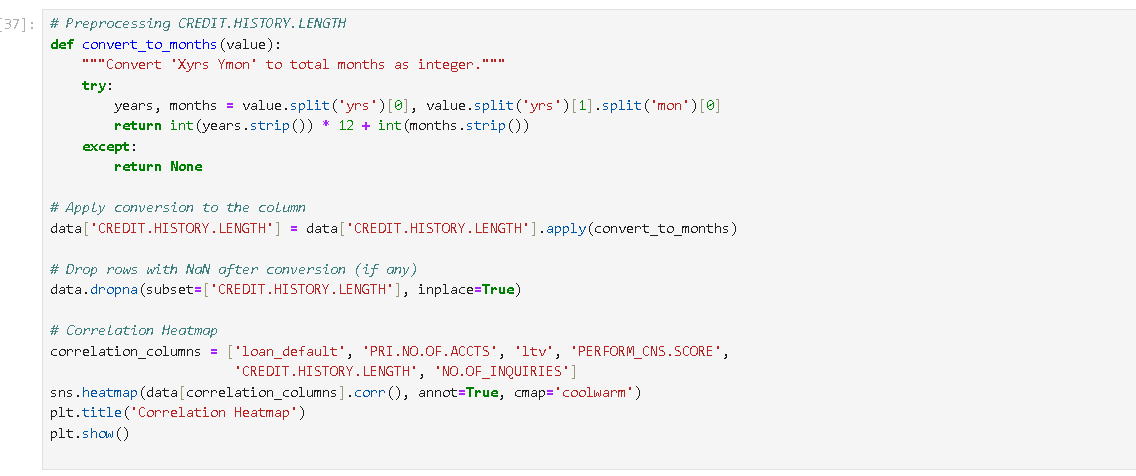 [37]:
# Preprocessing CREDIT.HISTORY.LENGTH
def convert_to_months(value):
    """Convert 'Xyrs Ymon' to total months as integer."""
    try:
        years, months = value.split('yrs')[0], value.split('yrs')[1].split('mon')[0]
        return int(years.strip()) * 12 + int(months.strip())
    except:
        return None

# Apply conversion to the column
data['CREDIT.HISTORY.LENGTH'] = data['CREDIT.HISTORY.LENGTH'].apply(convert_to_months)

# Drop rows with NaN after conversion (if any)
data.dropna(subset=['CREDIT.HISTORY.LENGTH'], inplace=True)

# Correlation Heatmap
correlation_columns = ['loan_default', 'PRI.NO.OF.ACCTS', 'ltv', 'PERFORM_CNS.SCORE',
                       'CREDIT.HISTORY.LENGTH', 'NO.OF_INQUIRIES']
sns.heatmap(data[correlation_columns].corr(), annot=True, cmap='coolwarm')
plt.title('Correlation Heatmap')
plt.show()